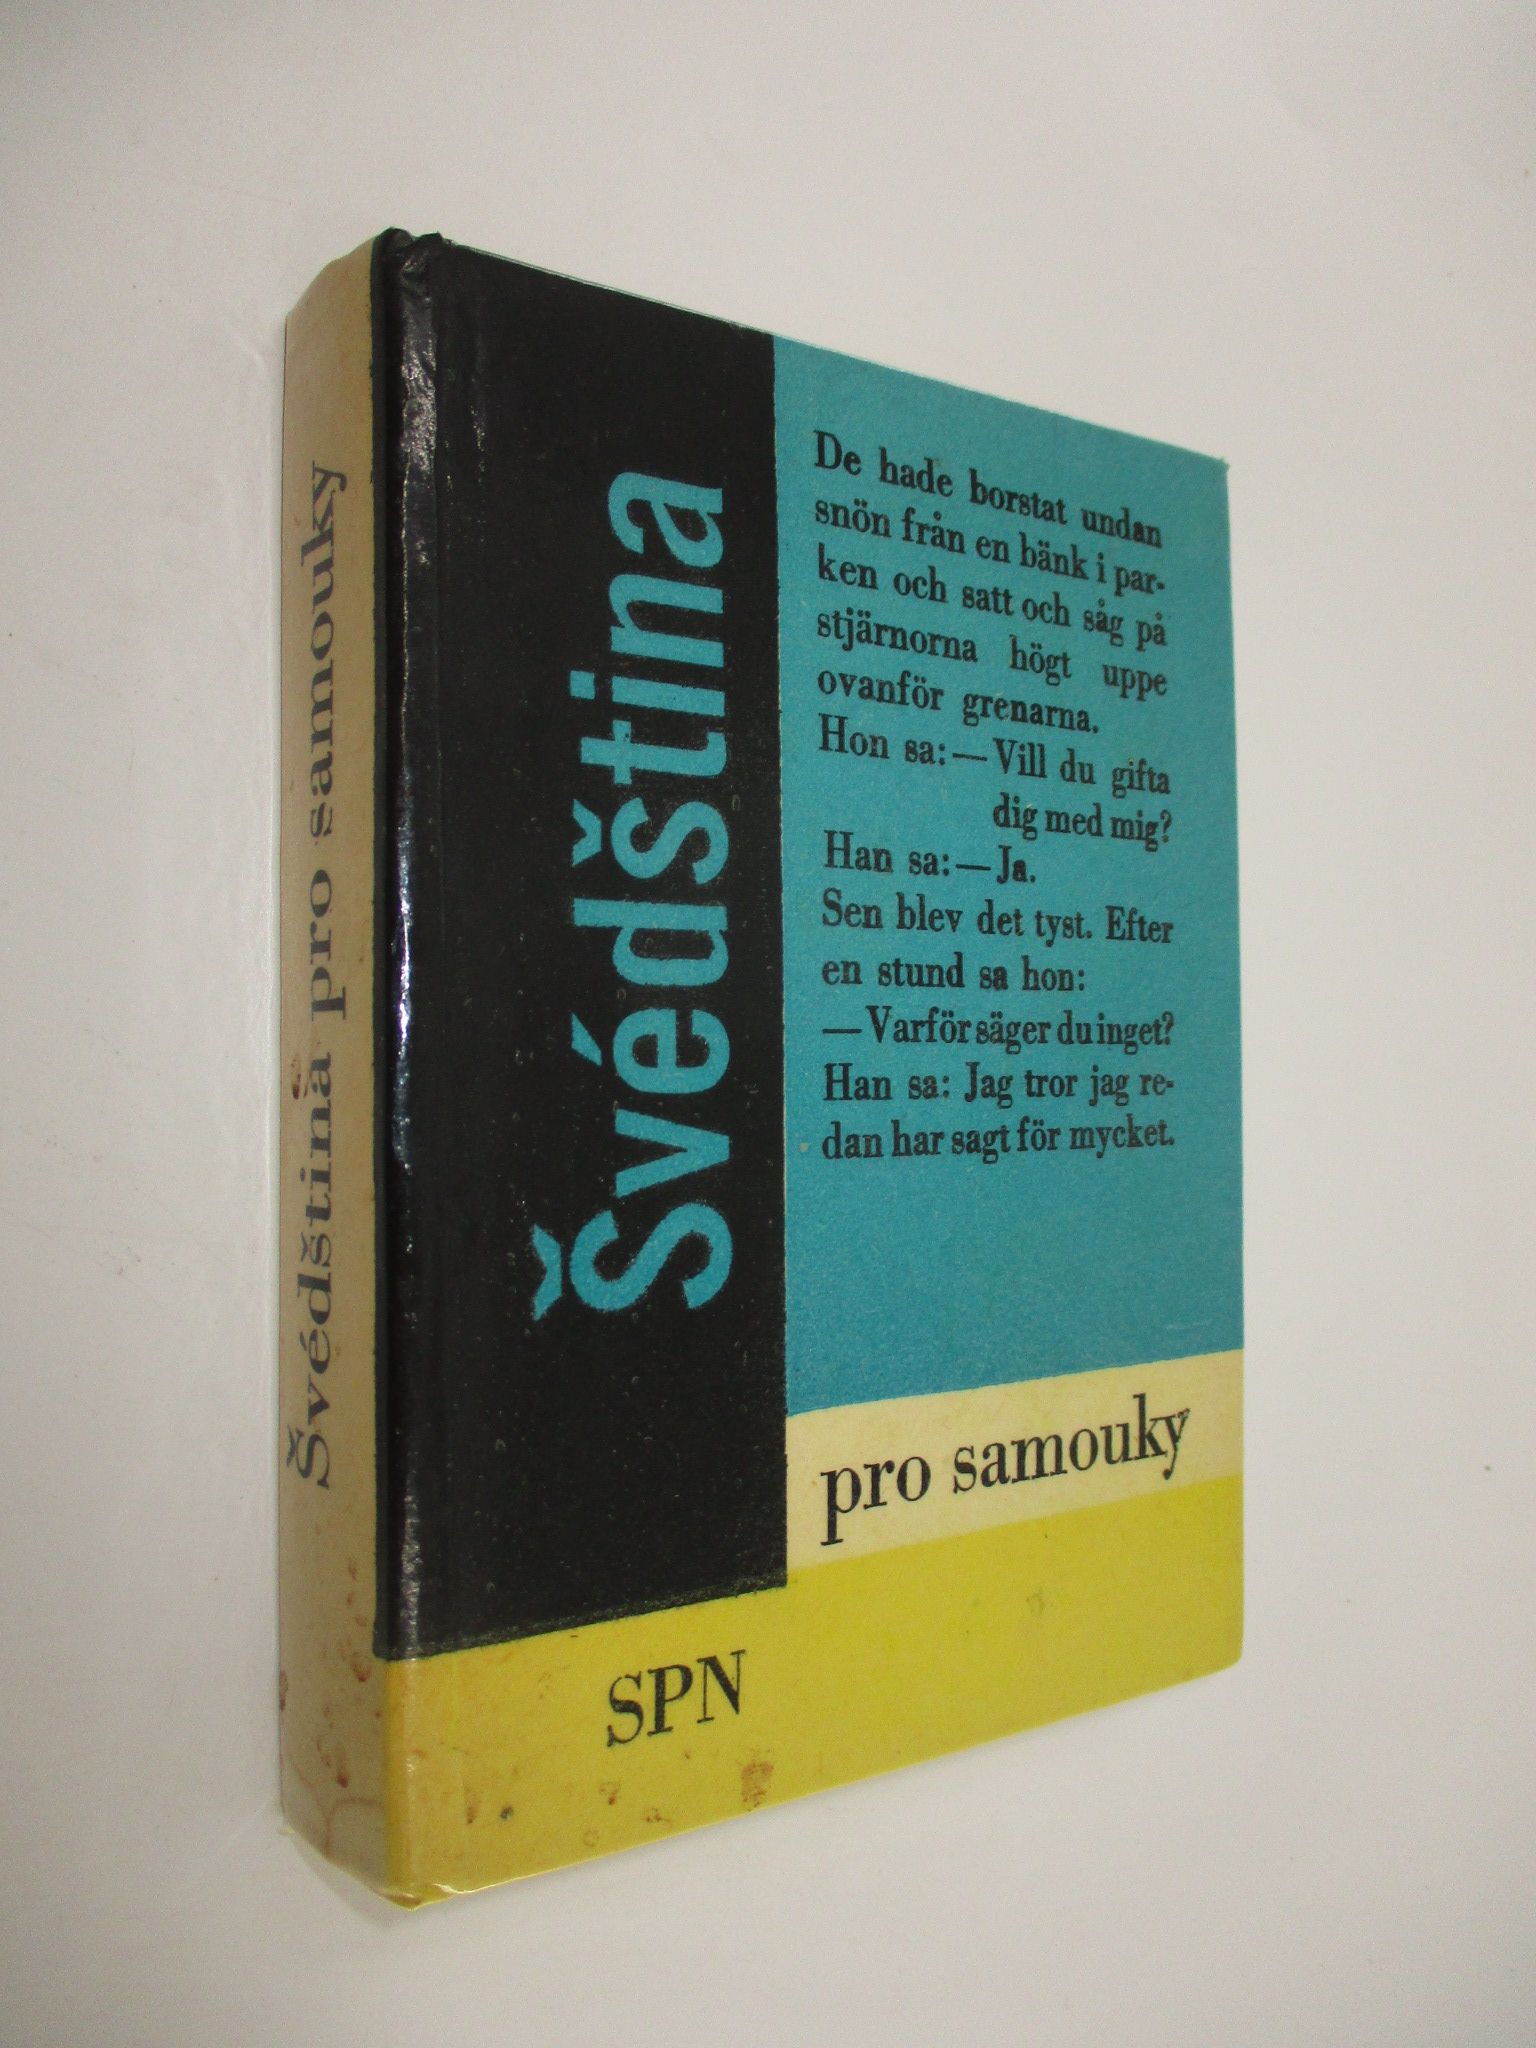 Švédština pro samouky
Švédština
De hade borstat undan
snön från en bänk i par-
ken och satt och såg på
stjärnorna högt uppe
ovanför grenarna.
Hon sa: — Vill du gifta
dig med mig?
Han sa: — Ja.
Sen blev det tyst. Efter
en stund sa hon:
— Varför säger du inget?
Han sa: Jag tror jag re-
dan har sagt för mycket.
pro samouky
SPN